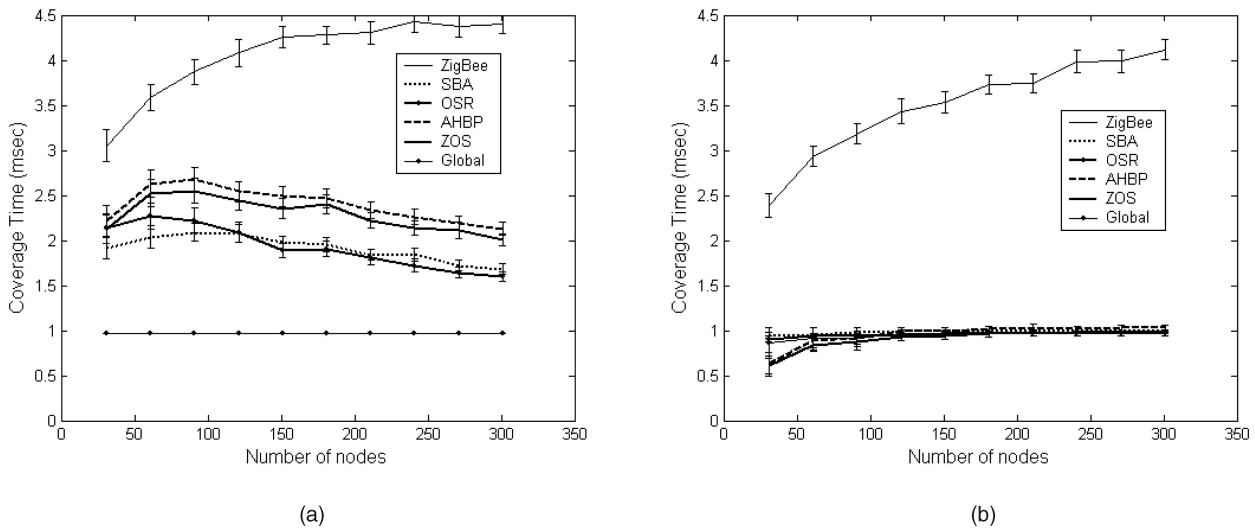 4.5
4
3.5
3
2.5
2
1.5
1
0.5
0
Coverage Time (msec)
ZigBee
SBA
OSR
AHBP
ZOS
Global
0 50 100 150 200 250 300 350
Number of nodes
(a)
4.5
4
3.5
3
2.5
2
1.5
1
0.5
0
Coverage Time (msec)
ZigBee
SBA
OSR
AHBP
ZOS
Global
0 50 100 150 200 250 300 350
Number of nodes
(b)